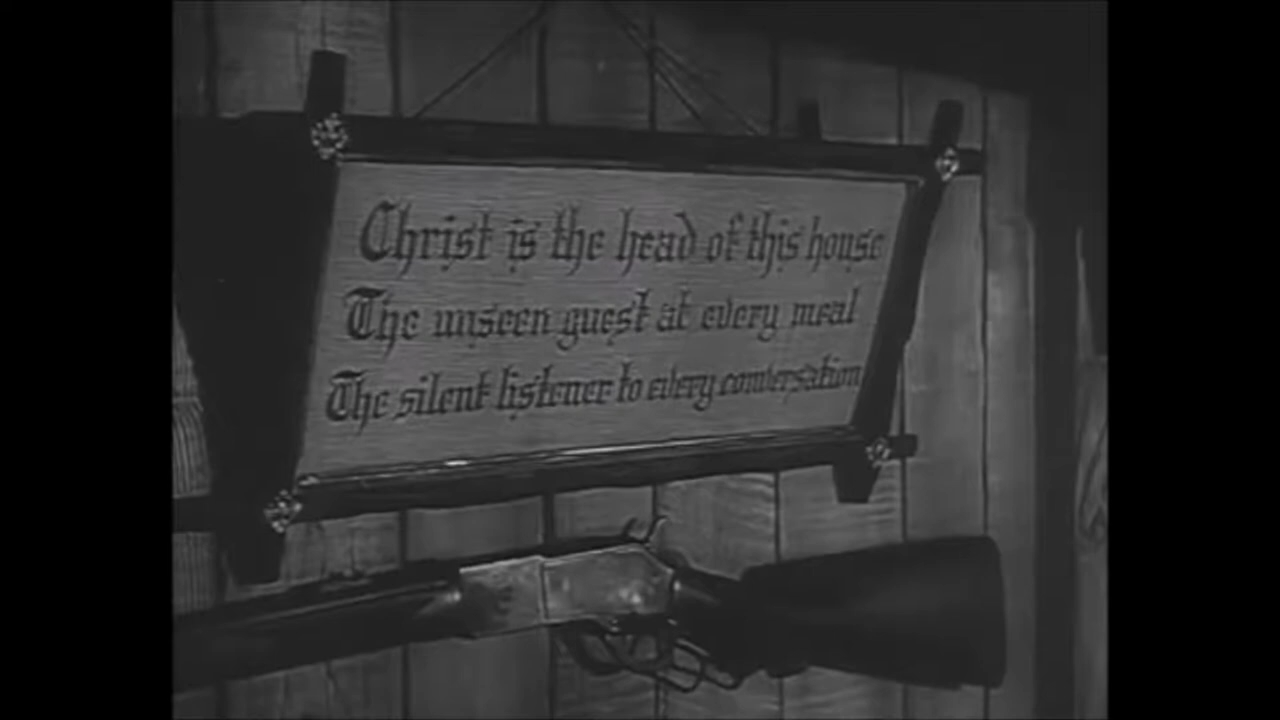 Christ is the head of this house
The unseen guest at every meal
The silent listener to every conversation